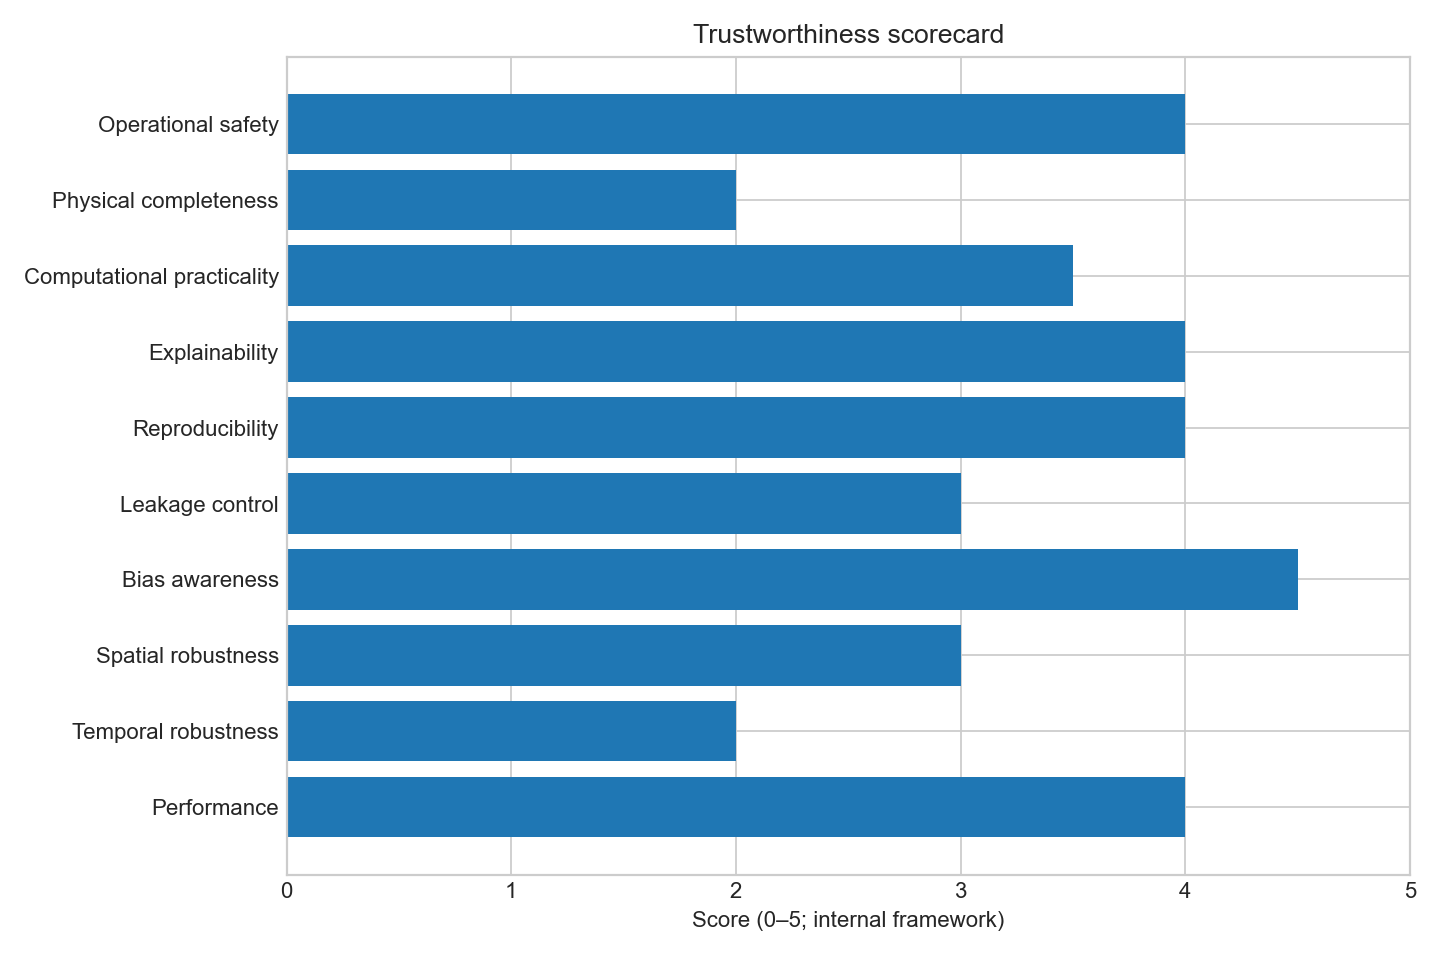 Trustworthiness scorecard
Operational safety
Physical completeness
Computational practicality
Explainability
Reproducibility
Leakage control
Bias awareness
Spatial robustness
Temporal robustness
Performance
0 1 2 3 4 5
Score (0–5; internal framework)